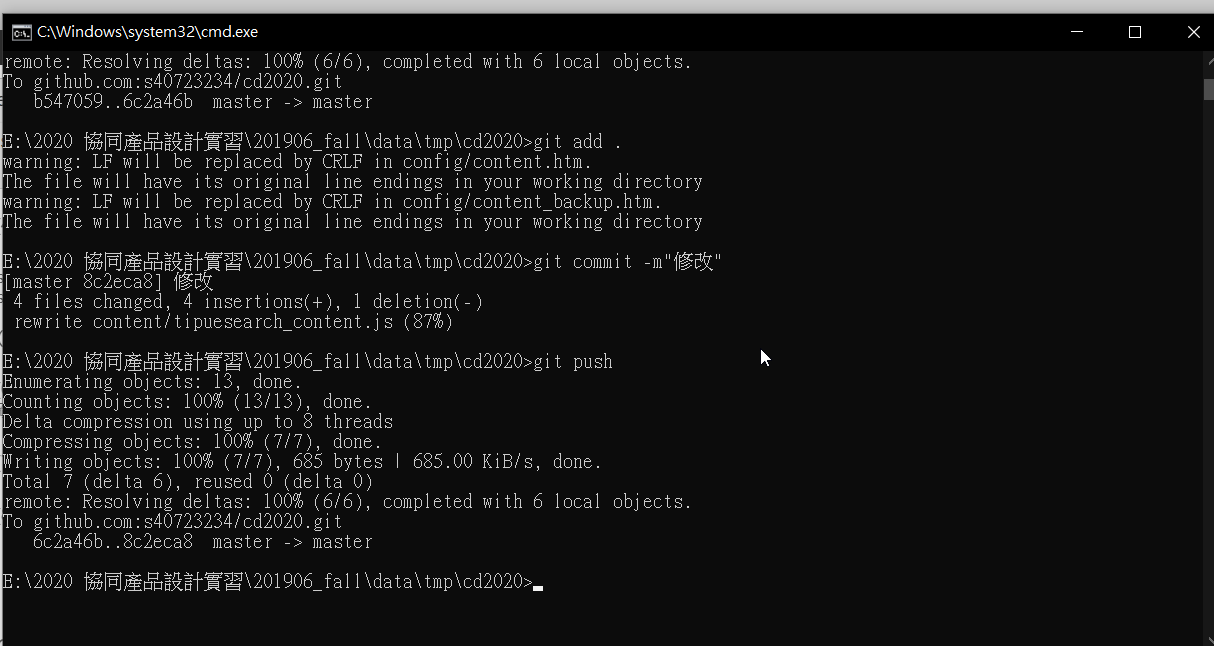 C:\Windows\system32\cmd.exe
remote: Resolving deltas: 100% (6/6), completed with 6 local objects.
To github.com:s40723234/cd2020.git
b547059..6c2a46b  master -> master
E:\2020 協同產品設計實習\201906_fall\data\tmp\cd2020>git add .
warning: LF will be replaced by CRLF in config/content.htm.
The file will have its original line endings in your working directory
warning: LF will be replaced by CRLF in config/content_backup.htm.
The file will have its original line endings in your working directory
E:\2020 協同產品設計實習\201906_fall\data\tmp\cd2020>git commit -m"修改"
[master 8c2eca8] 修改
4 files changed, 4 insertions(+), 1 deletion(-)
rewrite content/tipuesearch_content.js (87%)
E:\2020 協同產品設計實習\201906_fall\data\tmp\cd2020>git push
Enumerating objects: 13, done.
Counting objects: 100% (13/13), done.
Delta compression using up to 8 threads
Compressing objects: 100% (7/7), done.
Writing objects: 100% (7/7), 685 bytes | 685.00 KiB/s, done.
Total 7 (delta 6), reused 0 (delta 0)
remote: Resolving deltas: 100% (6/6), completed with 6 local objects.
To github.com:s40723234/cd2020.git
6c2a46b..8c2eca8  master -> master
E:\2020 協同產品設計實習\201906_fall\data\tmp\cd2020>